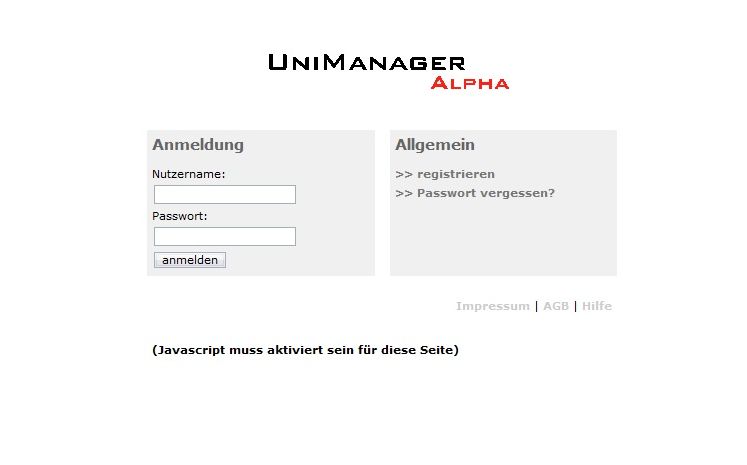 UniManager
Alpha
Anmeldung
Nutzername:
Passwort:
anmelden
Allgemein
>> registrieren
>> Passwort vergessen?
Impressum | AGB | Hilfe
(Javascript muss aktiviert sein für diese Seite)